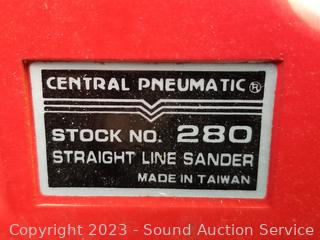 CENTRAL PNEUMATIC®
STOCK NO. 280
STRAIGHT LINE SANDER
MADE IN TAIWAN
Copyright 2023 - Sound Auction Service